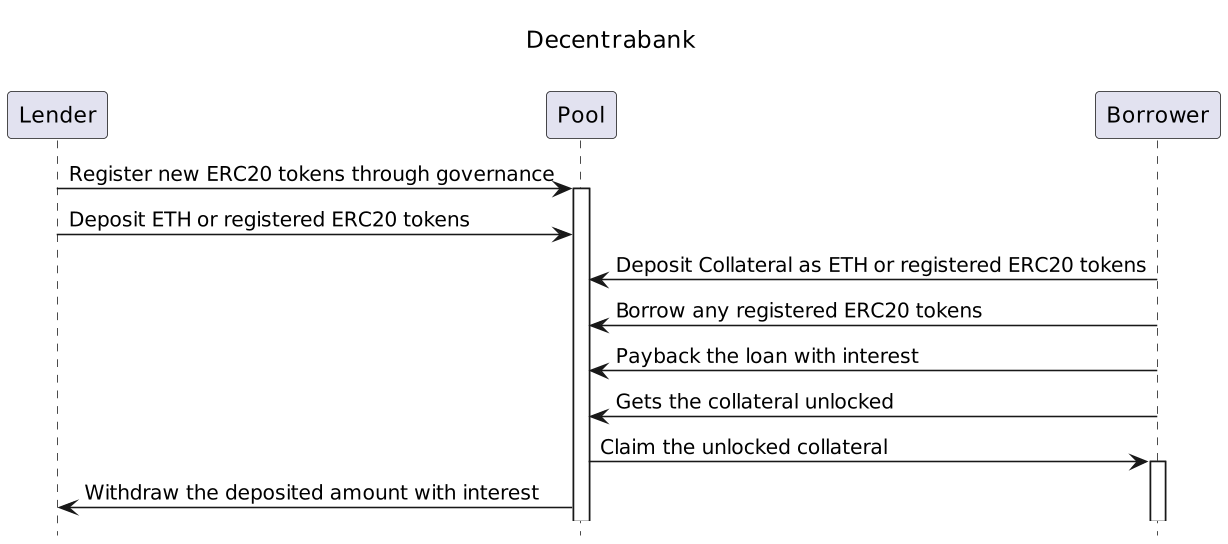 Decentrabank
Lender
Pool
Borrower
Register new ERC20 tokens through governance
Deposit ETH or registered ERC20 tokens
Deposit Collateral as ETH or registered ERC20 tokens
Borrow any registered ERC20 tokens
Payback the loan with interest
Gets the collateral unlocked
Claim the unlocked collateral
Withdraw the deposited amount with interest